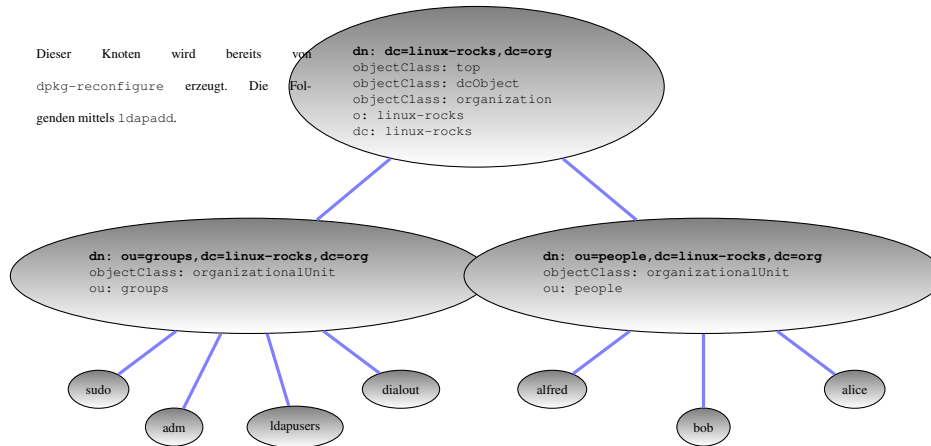 Dieser Knoten wird bereits von
dpkg-reconfigure erzeugt. Die Fol-
genden mittels ldapadd.
dn: dc=linux-rocks,dc=org
objectClass: top
objectClass: dcObject
objectClass: organization
o: linux-rocks
dc: linux-rocks
dn: ou=groups,dc=linux-rocks,dc=org
objectClass: organizationalUnit
ou: groups
dn: ou=people,dc=linux-rocks,dc=org
objectClass: organizationalUnit
ou: people
sudo
adm
ldapusers
dialout
alfred
bob
alice